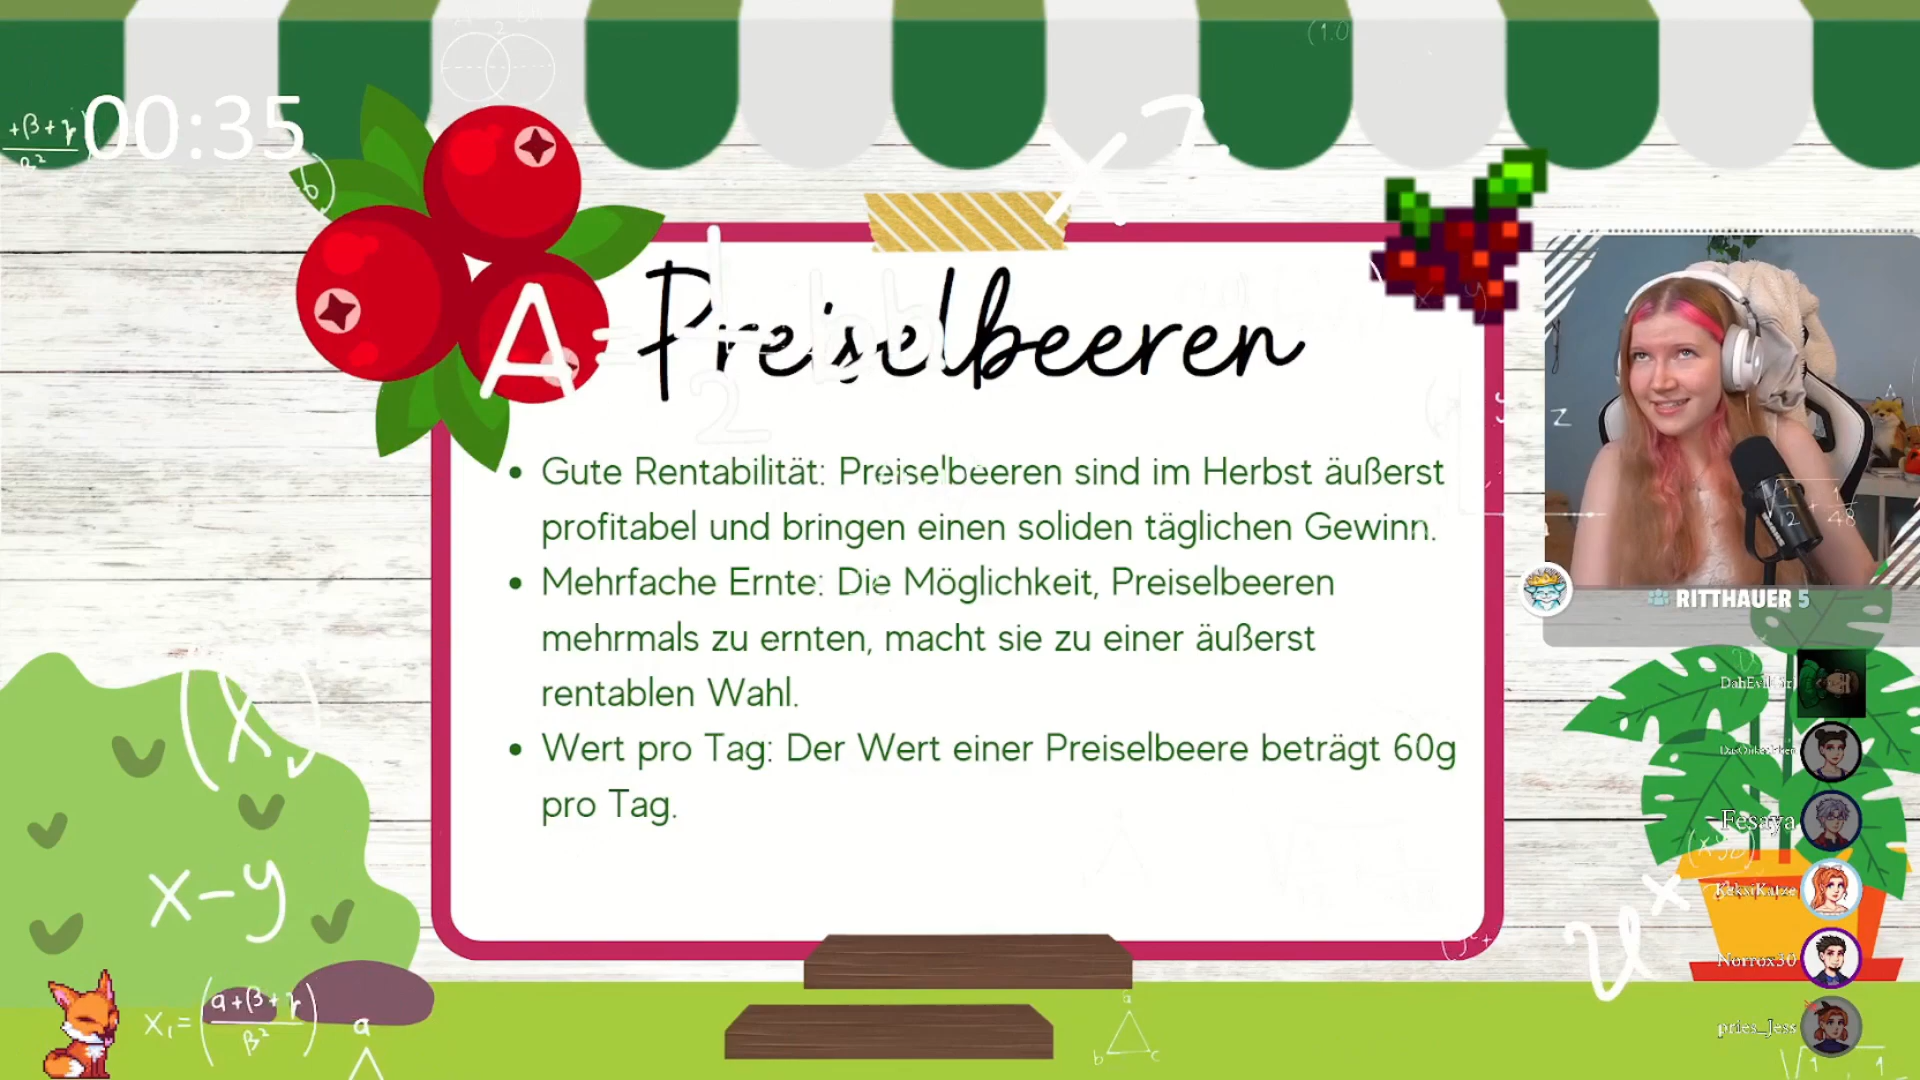 00:35
Preiselbeeren
Gute Rentabilität: Preiselbeeren sind im Herbst äußerst
profitabel und bringen einen soliden täglichen Gewinn.
Mehrfache Ernte: Die Möglichkeit, Preiselbeeren
mehrmals zu ernten, macht sie zu einer äußerst
rentablen Wahl.
Wert pro Tag: Der Wert einer Preiselbeere beträgt 60g
pro Tag.
RITTHAUER 5
Fesaya
KeksiKatze
Norrox30
pries_Jess
x-y